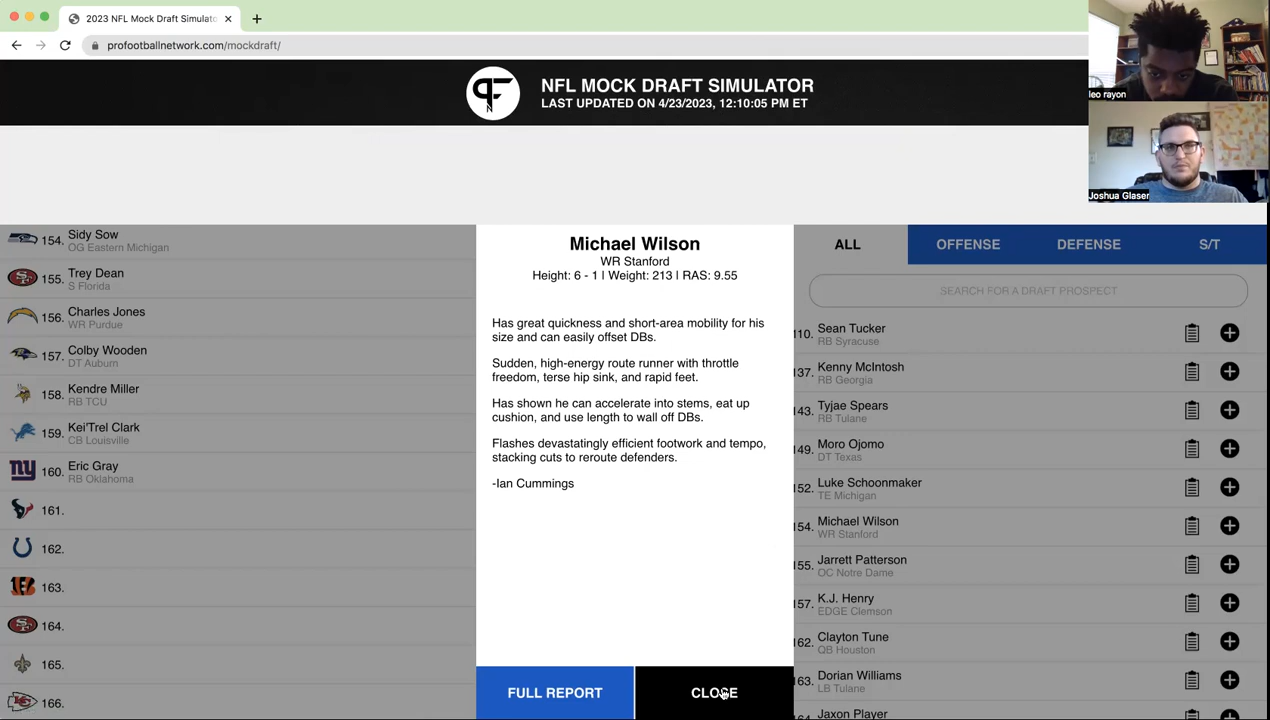 2023 NFL Mock Draft Simulato
profootballnetwork.com/mockdraft/
PF
N
NFL MOCK DRAFT SIMULATOR
LAST UPDATED ON 4/23/2023, 12:10:05 PM ET
leo rayon
Joshua Glaser
154. Sidy Sow
OG Eastern Michigan
155. Trey Dean
S Florida
156. Charles Jones
WR Purdue
157. Colby Wooden
DT Auburn
158. Kendre Miller
RB TCU
159. Kei'Trel Clark
CB Louisville
160. Eric Gray
RB Oklahoma
161.
162.
163.
164.
165.
166.
Michael Wilson
WR Stanford
Height: 6 - 1 | Weight: 213 | RAS: 9.55
Has great quickness and short-area mobility for his
size and can easily offset DBs.
Sudden, high-energy route runner with throttle
freedom, terse hip sink, and rapid feet.
Has shown he can accelerate into stems, eat up
cushion, and use length to wall off DBs.
Flashes devastatingly efficient footwork and tempo,
stacking cuts to reroute defenders.
-Ian Cummings
FULL REPORT
CLOSE
ALL
OFFENSE
DEFENSE
S/T
SEARCH FOR A DRAFT PROSPECT
110. Sean Tucker
RB Syracuse
137. Kenny McIntosh
RB Georgia
143. Tyjae Spears
RB Tulane
149. Moro Ojomo
DT Texas
152. Luke Schoonmaker
TE Michigan
154. Michael Wilson
WR Stanford
155. Jarrett Patterson
OC Notre Dame
157. K.J. Henry
EDGE Clemson
162. Clayton Tune
QB Houston
163. Dorian Williams
LB Tulane
164. Jaxon Player